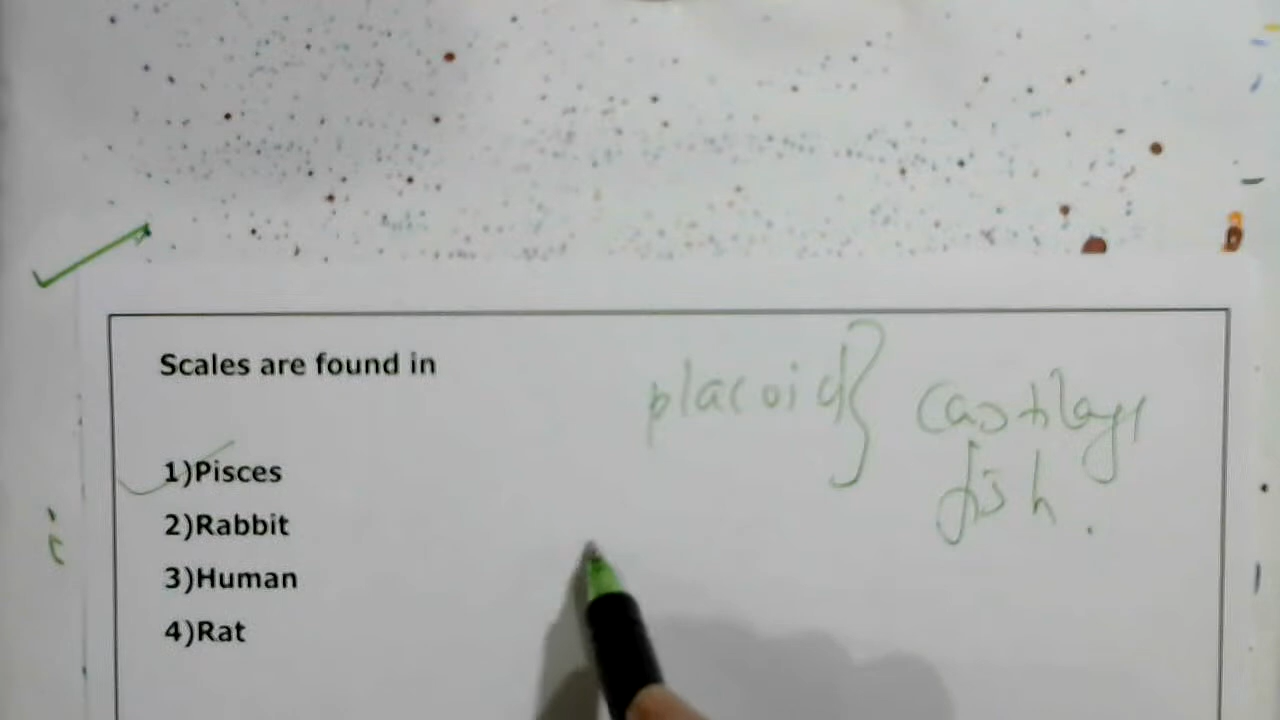 Scales are found in
placoid} Cartilage
fish.
1)Pisces
2)Rabbit
3)Human
4)Rat